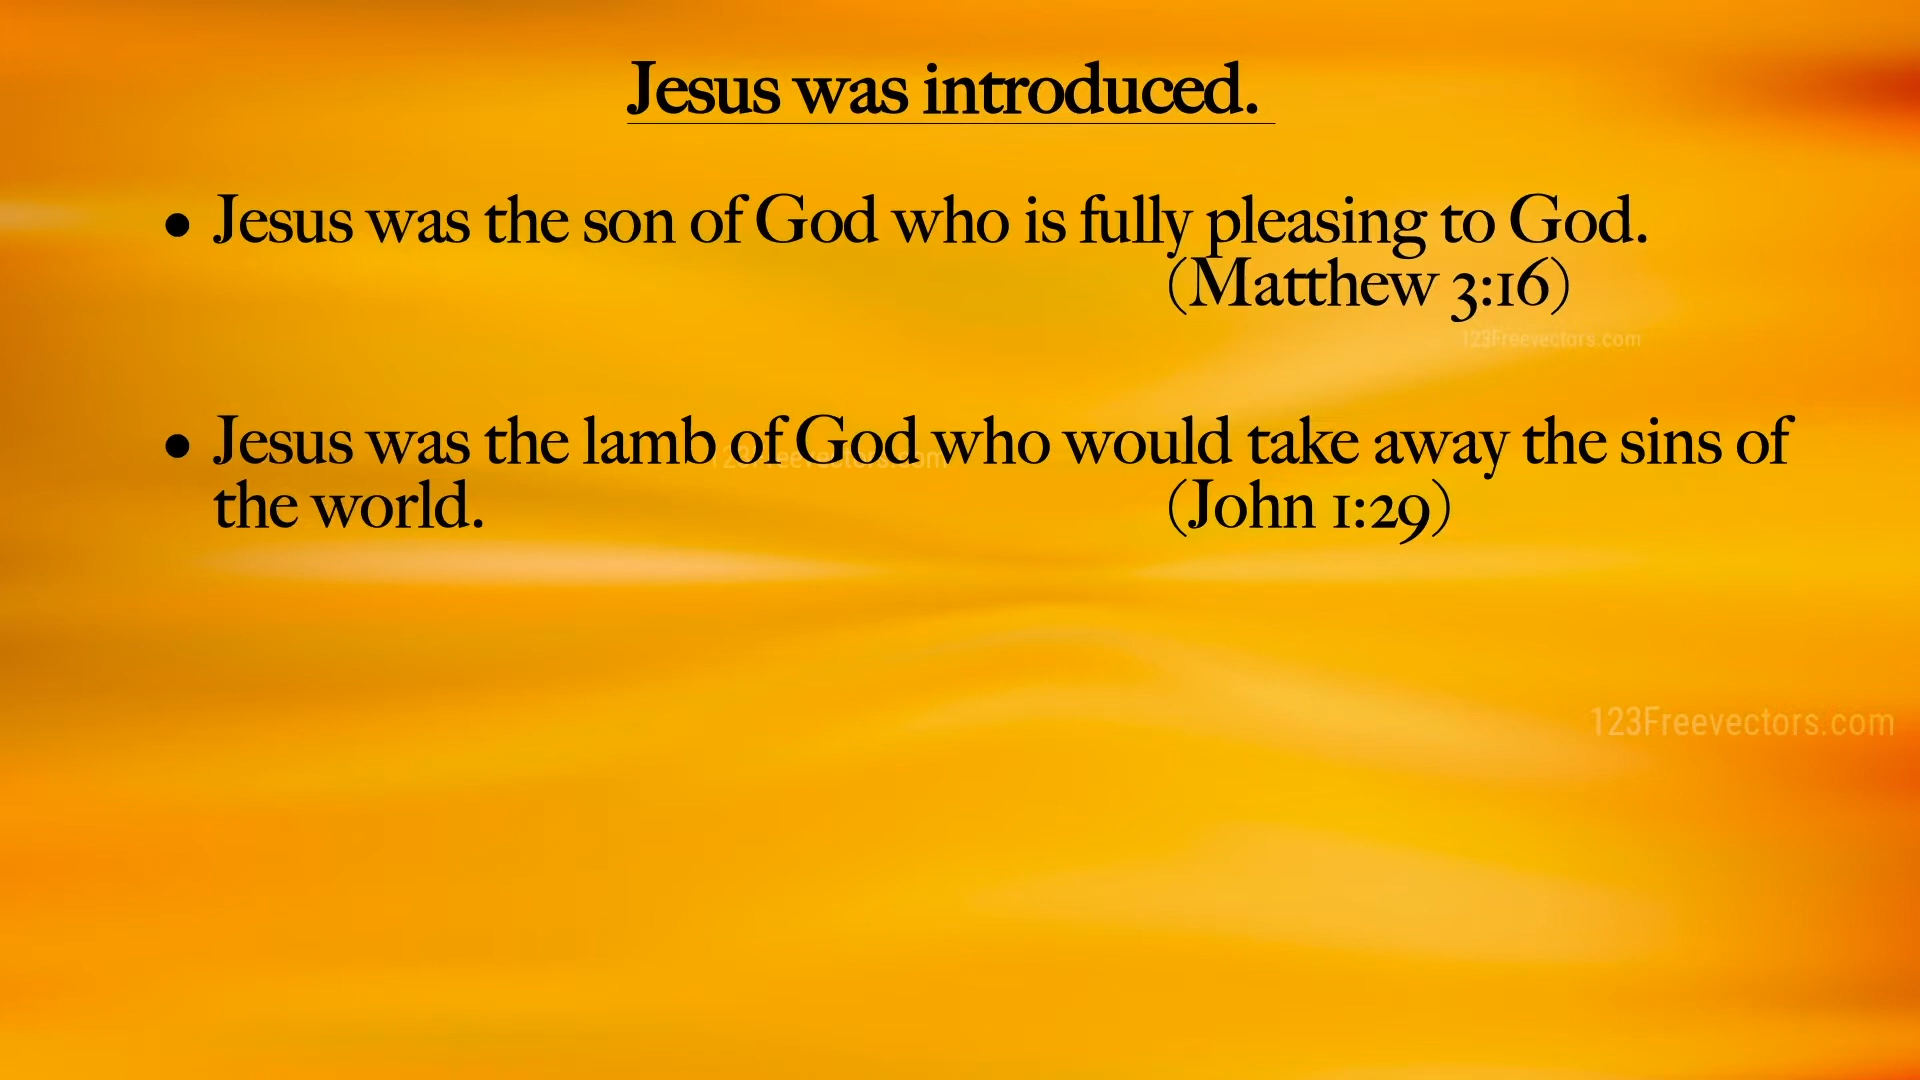 Jesus was introduced.
• Jesus was the son of God who is fully pleasing to God.
(Matthew 3:16)
123Freevectors.com
• Jesus was the lamb of God who would take away the sins of
123Freevectors.com
the world. (John 1:29)
123Freevectors.com